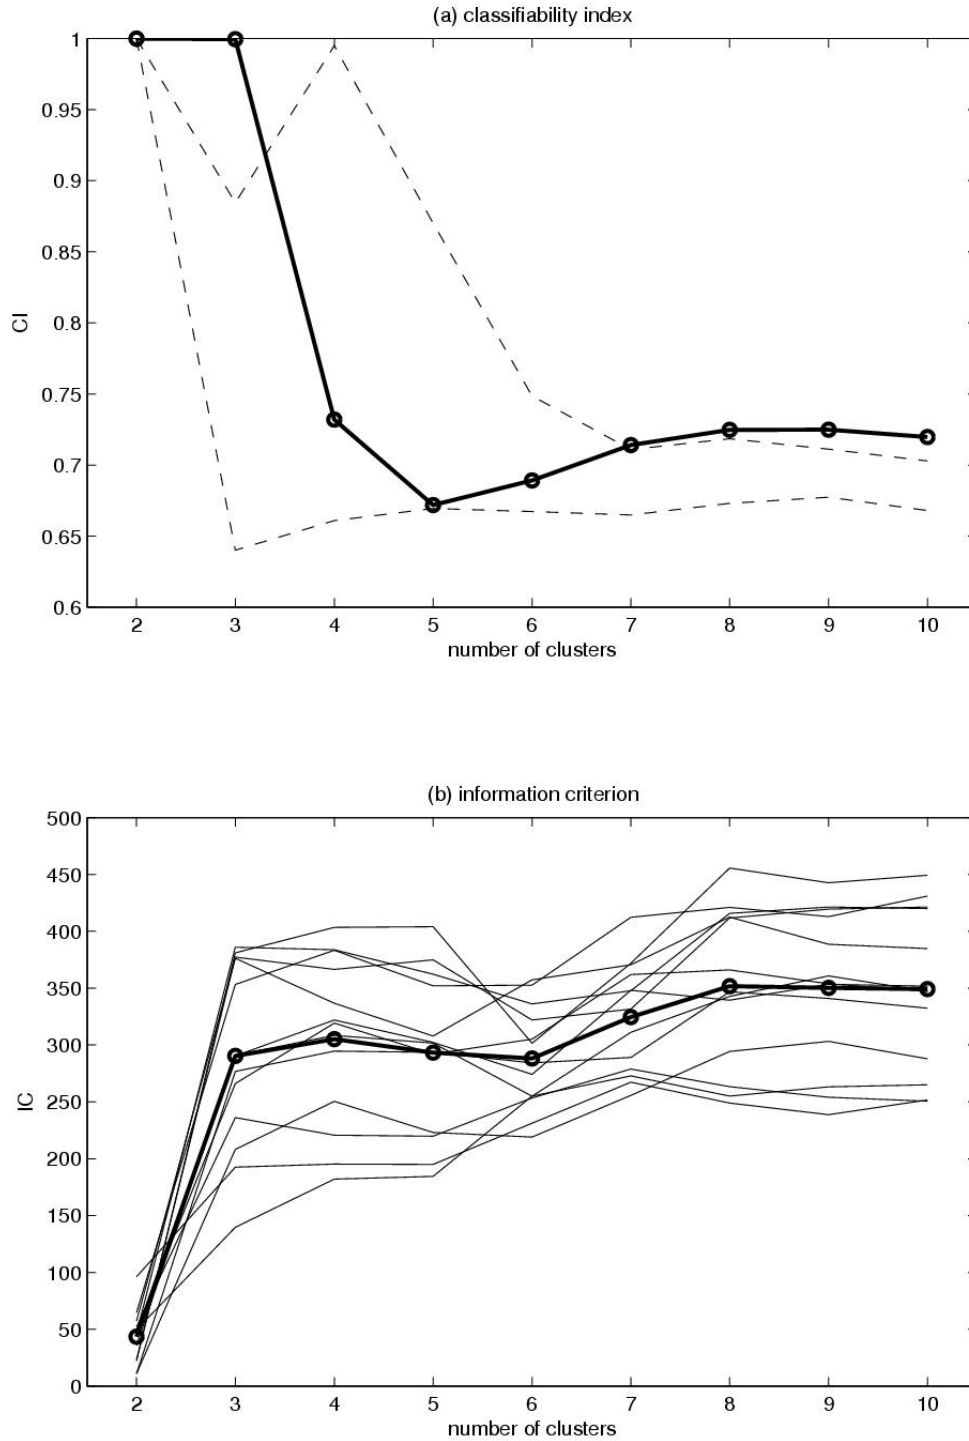 (a) classifiability index
1
0.95
0.9
0.85
0.8
0.75
0.7
0.65
0.6
CI
2 3 4 5 6 7 8 9 10
number of clusters
(b) information criterion
500
450
400
350
300
250
200
150
100
50
0
IC
2 3 4 5 6 7 8 9 10
number of clusters